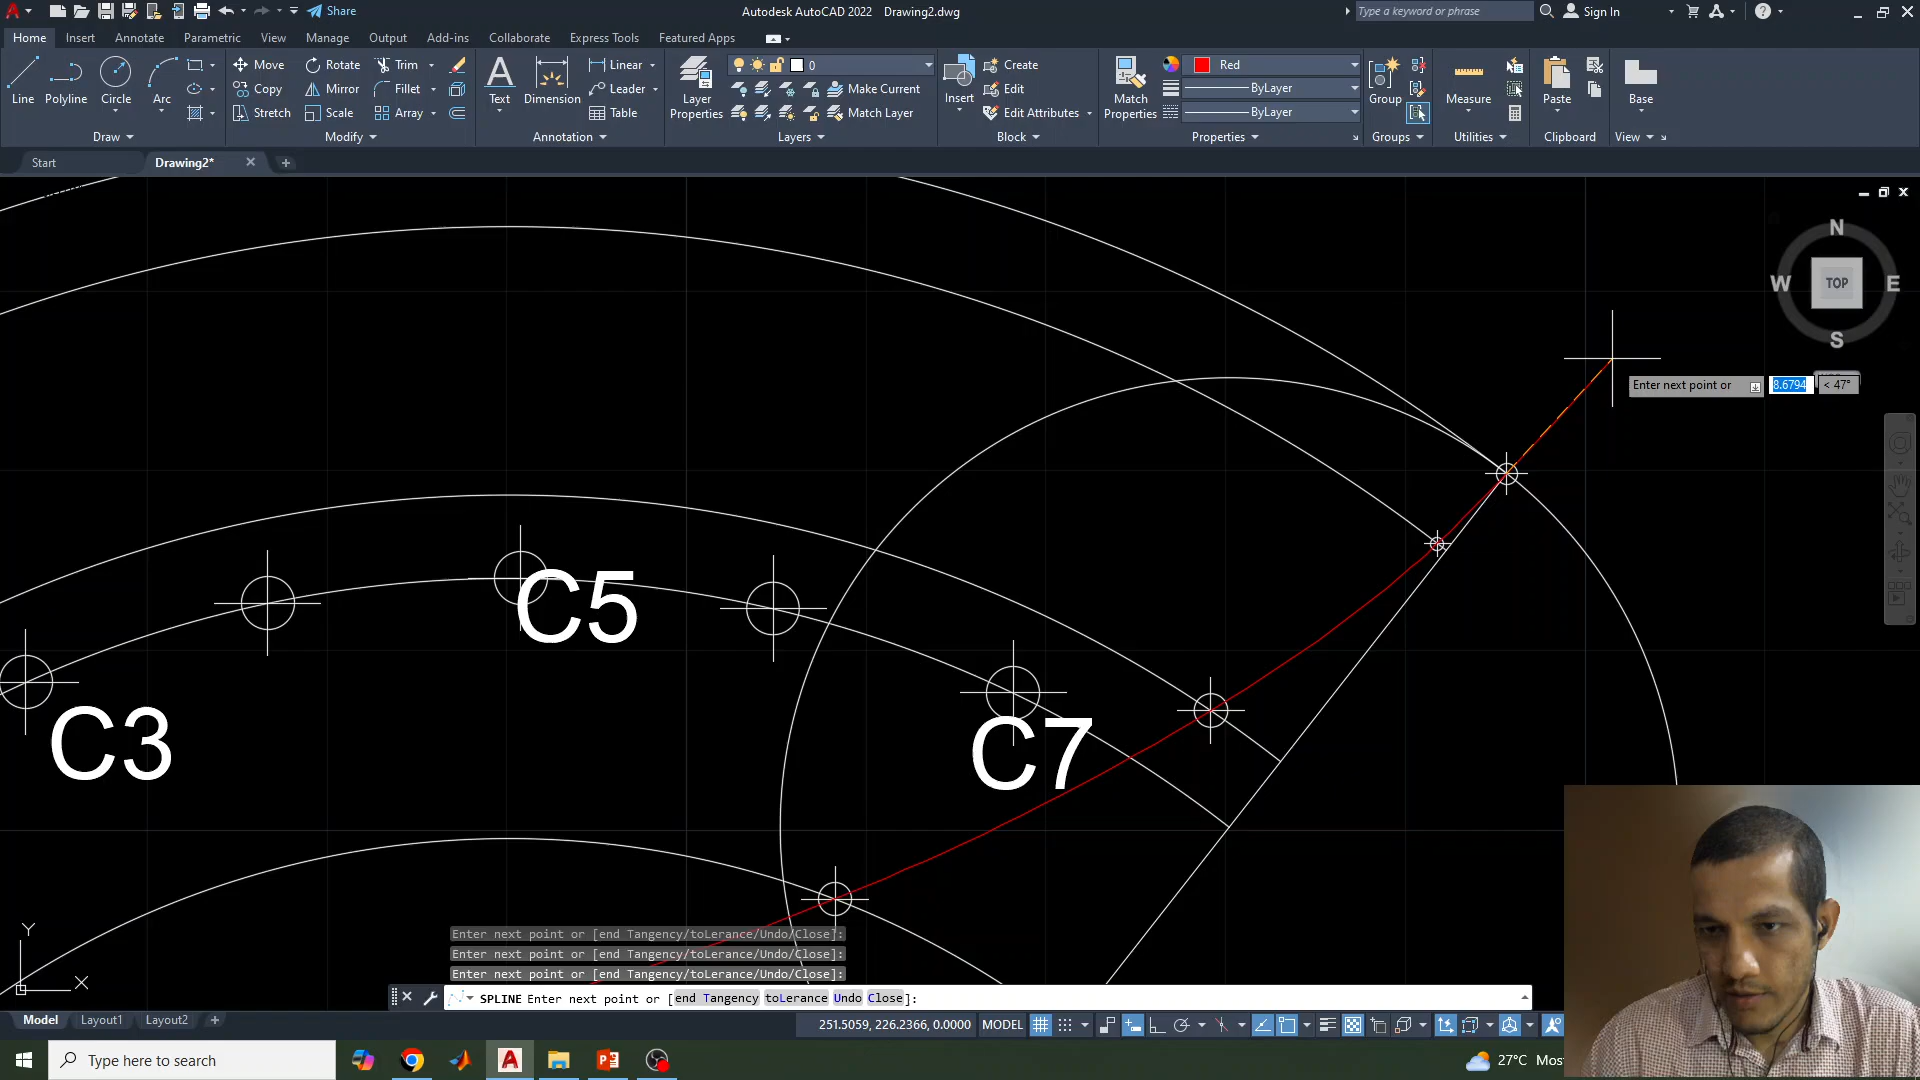 Share
Autodesk AutoCAD 2022 Drawing2.dwg
Type a keyword or phrase
Sign In
Home Insert Annotate Parametric View Manage Output Add-ins Collaborate Express Tools Featured Apps
Line Polyline Circle Arc
Draw
Move Rotate Trim
Copy Mirror Fillet
Stretch Scale Array
Modify
Text Dimension
Linear
Leader
Table
Annotation
Layer Properties
0
Make Current
Match Layer
Layers
Insert
Create
Edit
Edit Attributes
Block
Match Properties
Red
ByLayer
ByLayer
Properties
Group
Groups
Measure
Utilities
Paste
Clipboard
Base
View
Start Drawing2*
N
W TOP E
S
Enter next point or 8.6794 < 47°
C5
C3
C7
Y
X
Enter next point or [end Tangency/toLerance/Undo/Close]:
Enter next point or [end Tangency/toLerance/Undo/Close]:
Enter next point or [end Tangency/toLerance/Undo/Close]:
SPLINE Enter next point or [end Tangency toLerance Undo Close]:
Model Layout1 Layout2
251.5059, 226.2366, 0.0000 MODEL
Type here to search
27°C